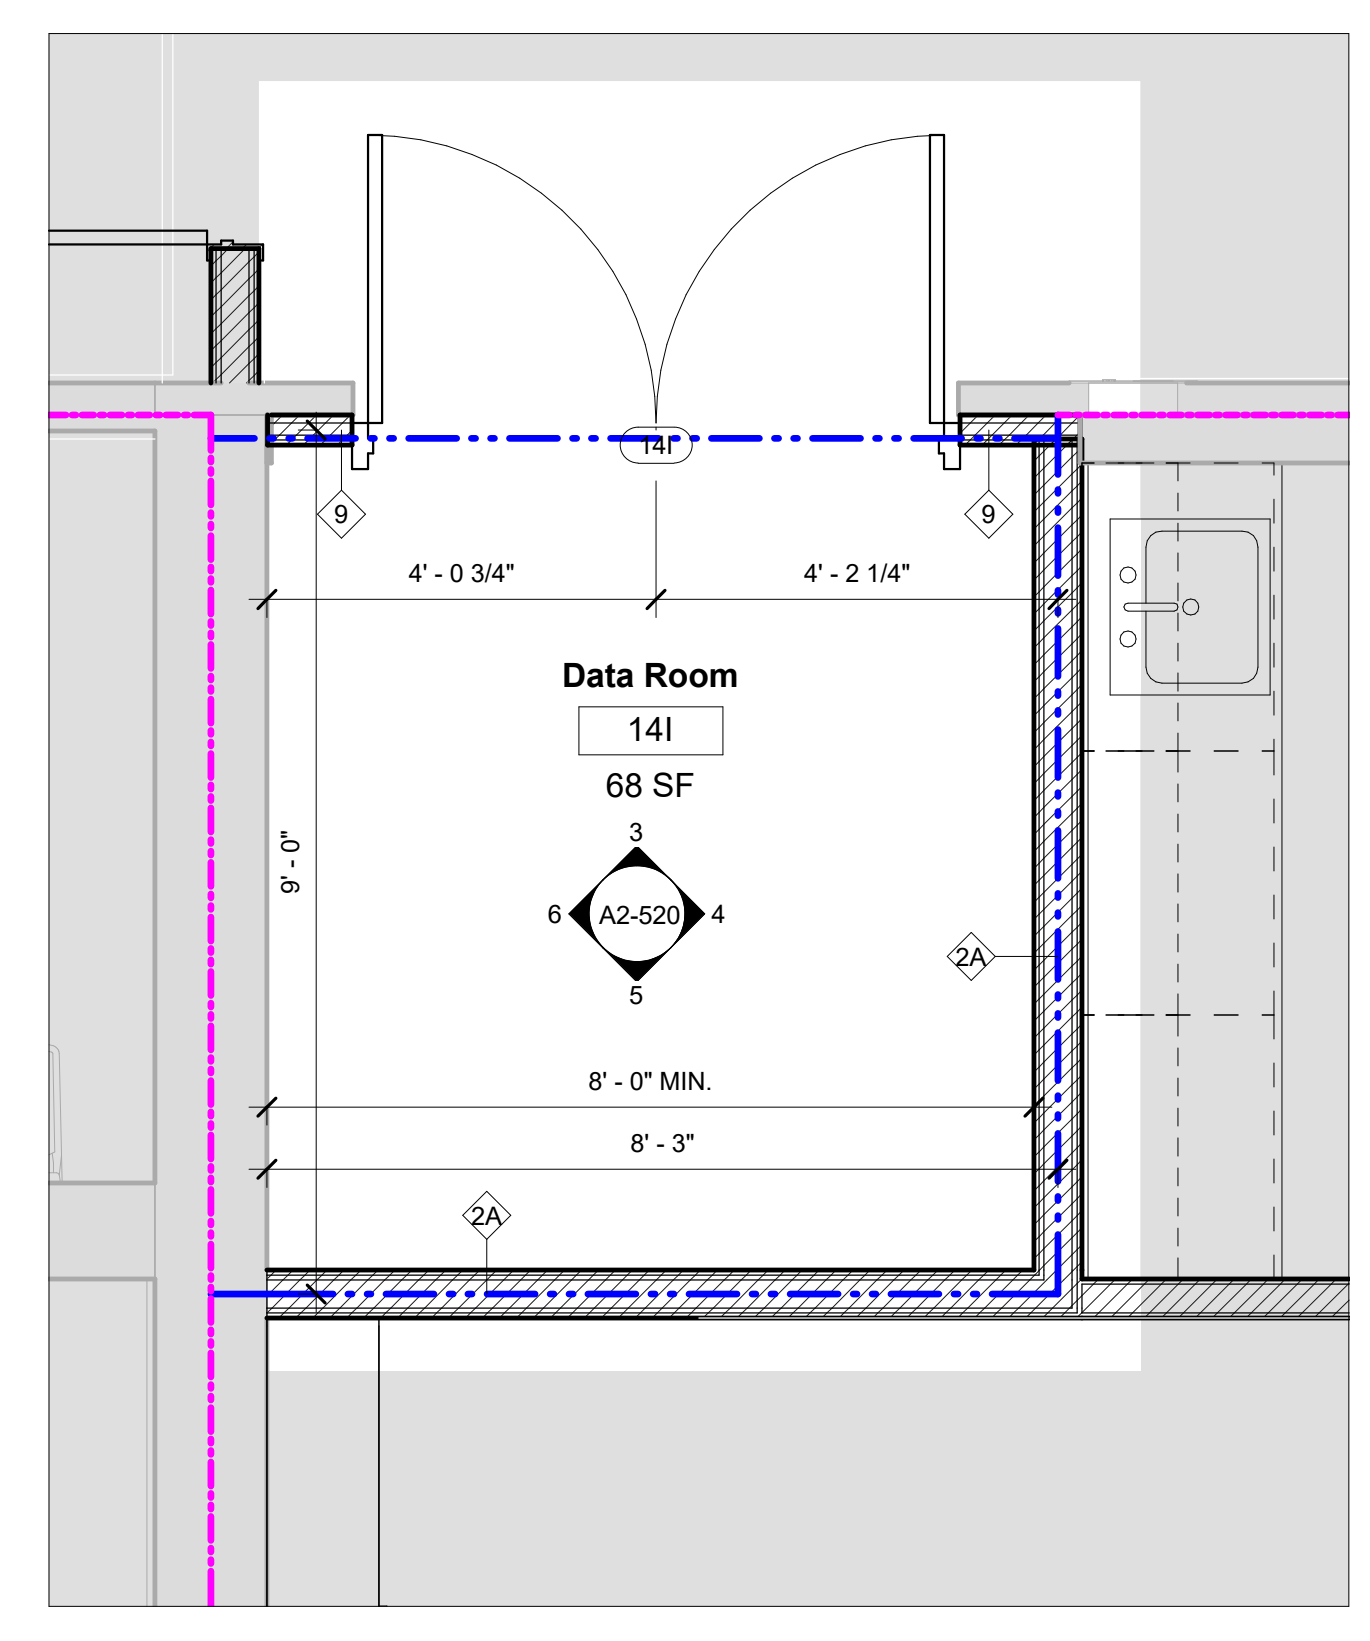 14I
9
9
4' - 0 3/4"
4' - 2 1/4"
Data Room
14I
68 SF
3
9' - 0"
6
A2-520
4
2A
5
8' - 0" MIN.
8' - 3"
2A